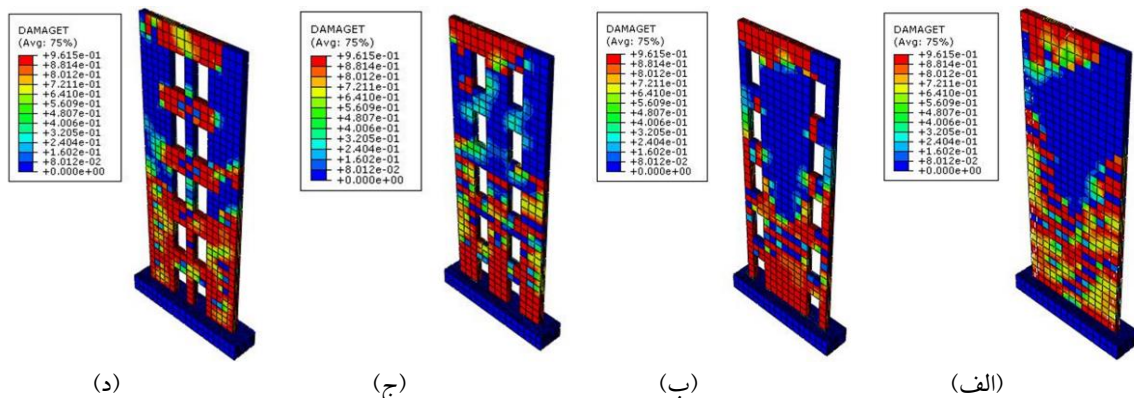 DAMAGET
(Avg: 75%)
+9.615e-01
+8.814e-01
+8.012e-01
+7.211e-01
+6.410e-01
+5.609e-01
+4.807e-01
+4.006e-01
+3.205e-01
+2.404e-01
+1.602e-01
+8.012e-02
+0.000e+00
DAMAGET
(Avg: 75%)
+9.615e-01
+8.814e-01
+8.012e-01
+7.211e-01
+6.410e-01
+5.609e-01
+4.807e-01
+4.006e-01
+3.205e-01
+2.404e-01
+1.602e-01
+8.012e-02
+0.000e+00
DAMAGET
(Avg: 75%)
+9.615e-01
+8.814e-01
+8.012e-01
+7.211e-01
+6.410e-01
+5.609e-01
+4.807e-01
+4.006e-01
+3.205e-01
+2.404e-01
+1.602e-01
+8.012e-02
+0.000e+00
DAMAGET
(Avg: 75%)
+9.615e-01
+8.814e-01
+8.012e-01
+7.211e-01
+6.410e-01
+5.609e-01
+4.807e-01
+4.006e-01
+3.205e-01
+2.404e-01
+1.602e-01
+8.012e-02
+0.000e+00
(الف) (ب) (ج) (د)